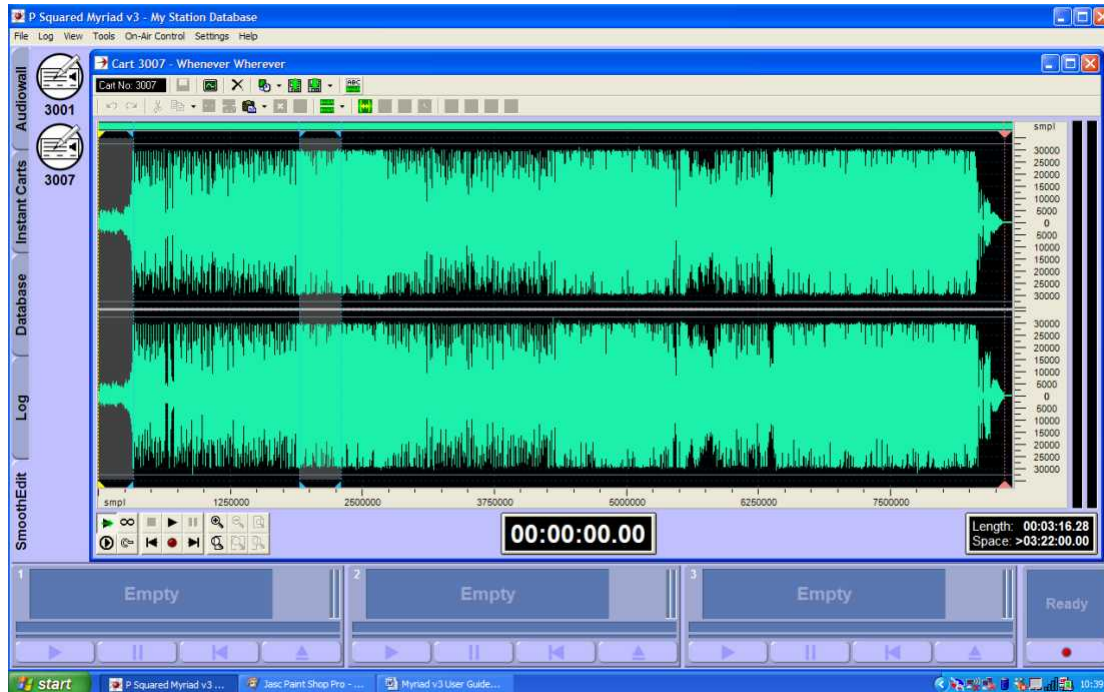 P Squared Myriad v3 - My Station Database
File Log View Tools On-Air Control Settings Help
Audiowall
Instant Carts
Database
Log
SmoothEdit
3001
3007
Cart 3007 - Whenever Wherever
Cart No: 3007
ABC
smpl
30000
25000
20000
15000
10000
5000
0
5000
10000
15000
20000
25000
30000
30000
25000
20000
15000
10000
5000
0
5000
10000
15000
20000
25000
30000
smpl 1250000 2500000 3750000 5000000 6250000 7500000
00:00:00.00
Length: 00:03:16.28
Space: >03:22:00.00
1 Empty
2 Empty
3 Empty
Ready
start P Squared Myriad v3 ... Jasc Paint Shop Pro - ... Myriad v3 User Guide... 10:39